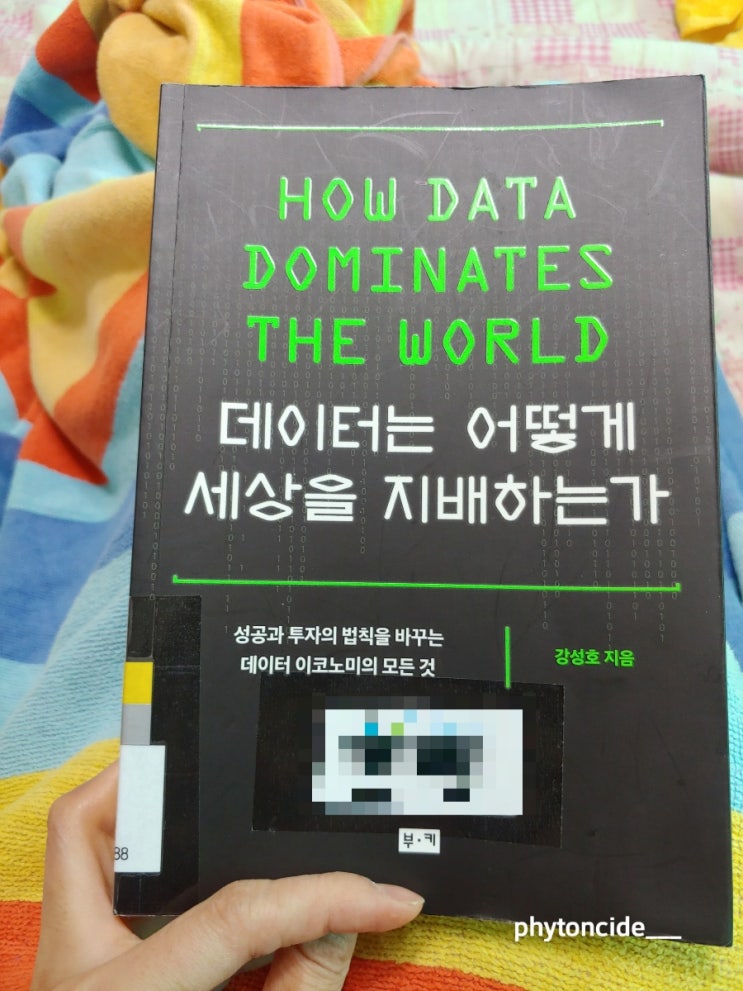 HOW DATA
DOMINATES
THE WORLD
데이터는 어떻게
세상을 지배하는가
성공과 투자의 법칙을 바꾸는
데이터 이코노미의 모든 것
강성호 지음
부·키
88
phytoncide___